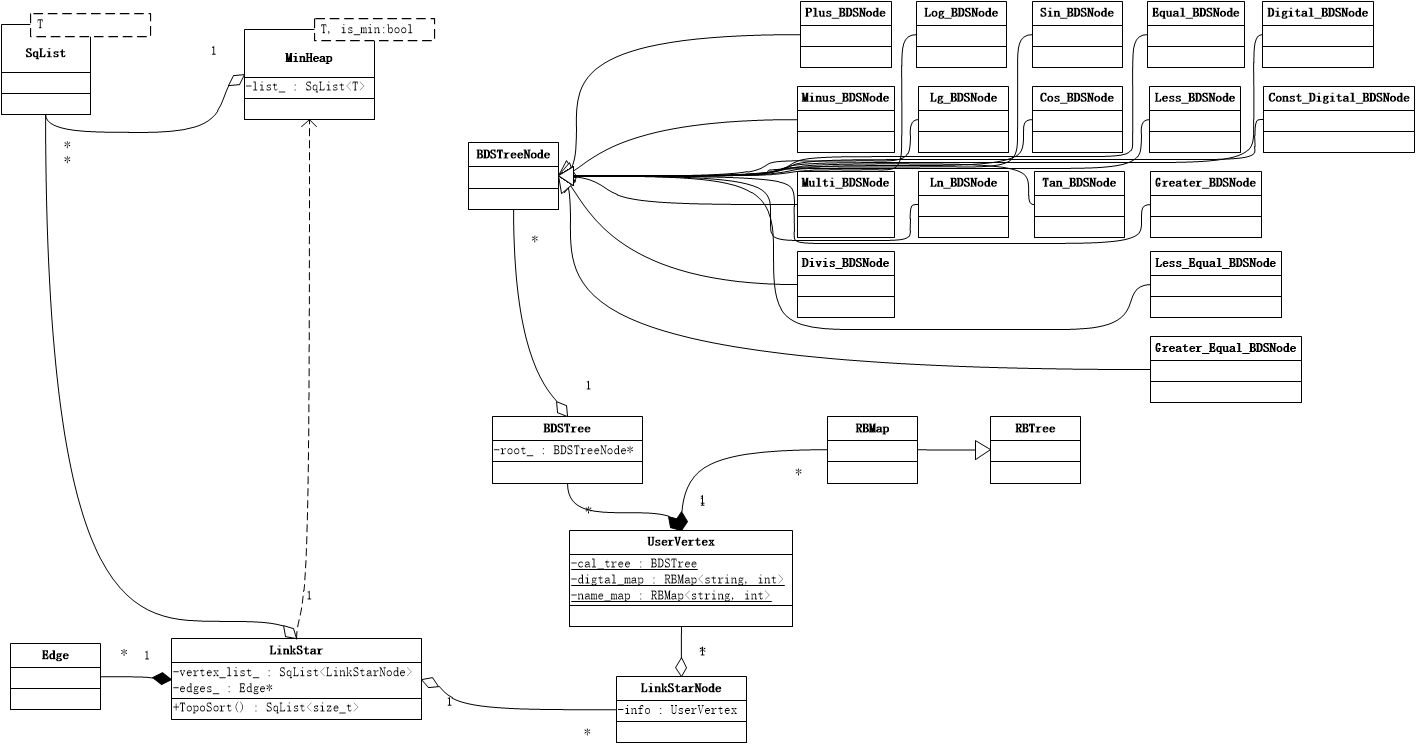 T
SqList
1
T, is_min:bool
MinHeap
-list_ : SqList<T>
*
*
Plus_BDSNode
Log_BDSNode
Sin_BDSNode
Equal_BDSNode
Digital_BDSNode
Minus_BDSNode
Lg_BDSNode
Cos_BDSNode
Less_BDSNode
Const_Digital_BDSNode
BDSTreeNode
Multi_BDSNode
Ln_BDSNode
Tan_BDSNode
Greater_BDSNode
*
Divis_BDSNode
Less_Equal_BDSNode
Greater_Equal_BDSNode
1
BDSTree
-root_ : BDSTreeNode*
RBMap
RBTree
*
*
1
UserVertex
-cal_tree : BDSTree
-digtal_map : RBMap<string, int>
-name_map : RBMap<string, int>
1
Edge
*
1
LinkStar
-vertex_list_ : SqList<LinkStarNode>
-edges_ : Edge*
+TopoSort() : SqList<size_t>
1
*
LinkStarNode
-info : UserVertex